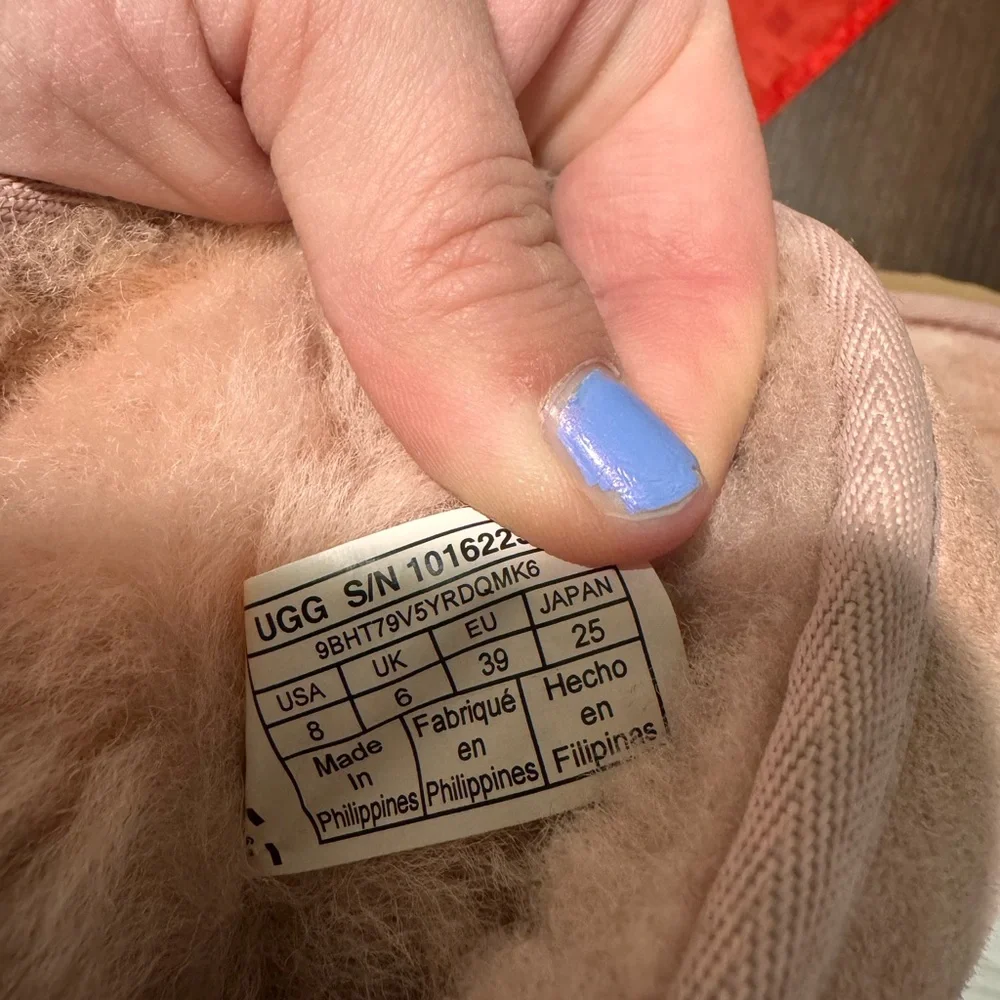 UGG S/N 101622
9BHT79V5YRDQMK6
USA UK EU JAPAN
8 6 39 25
Made In Philippines
Fabriqué en Philippines
Hecho en Filipinas